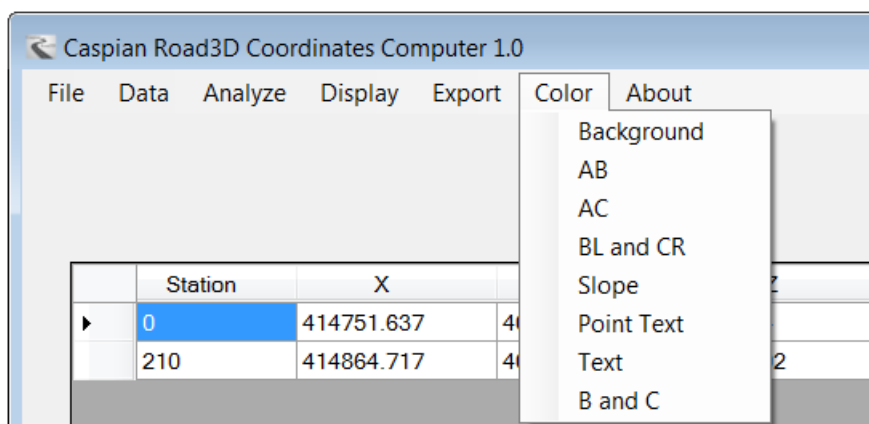 Caspian Road3D Coordinates Computer 1.0
File Data Analyze Display Export Color About
Background
AB
AC
BL and CR
Slope
Point Text
Text
B and C
Station X
0 414751.637
210 414864.717